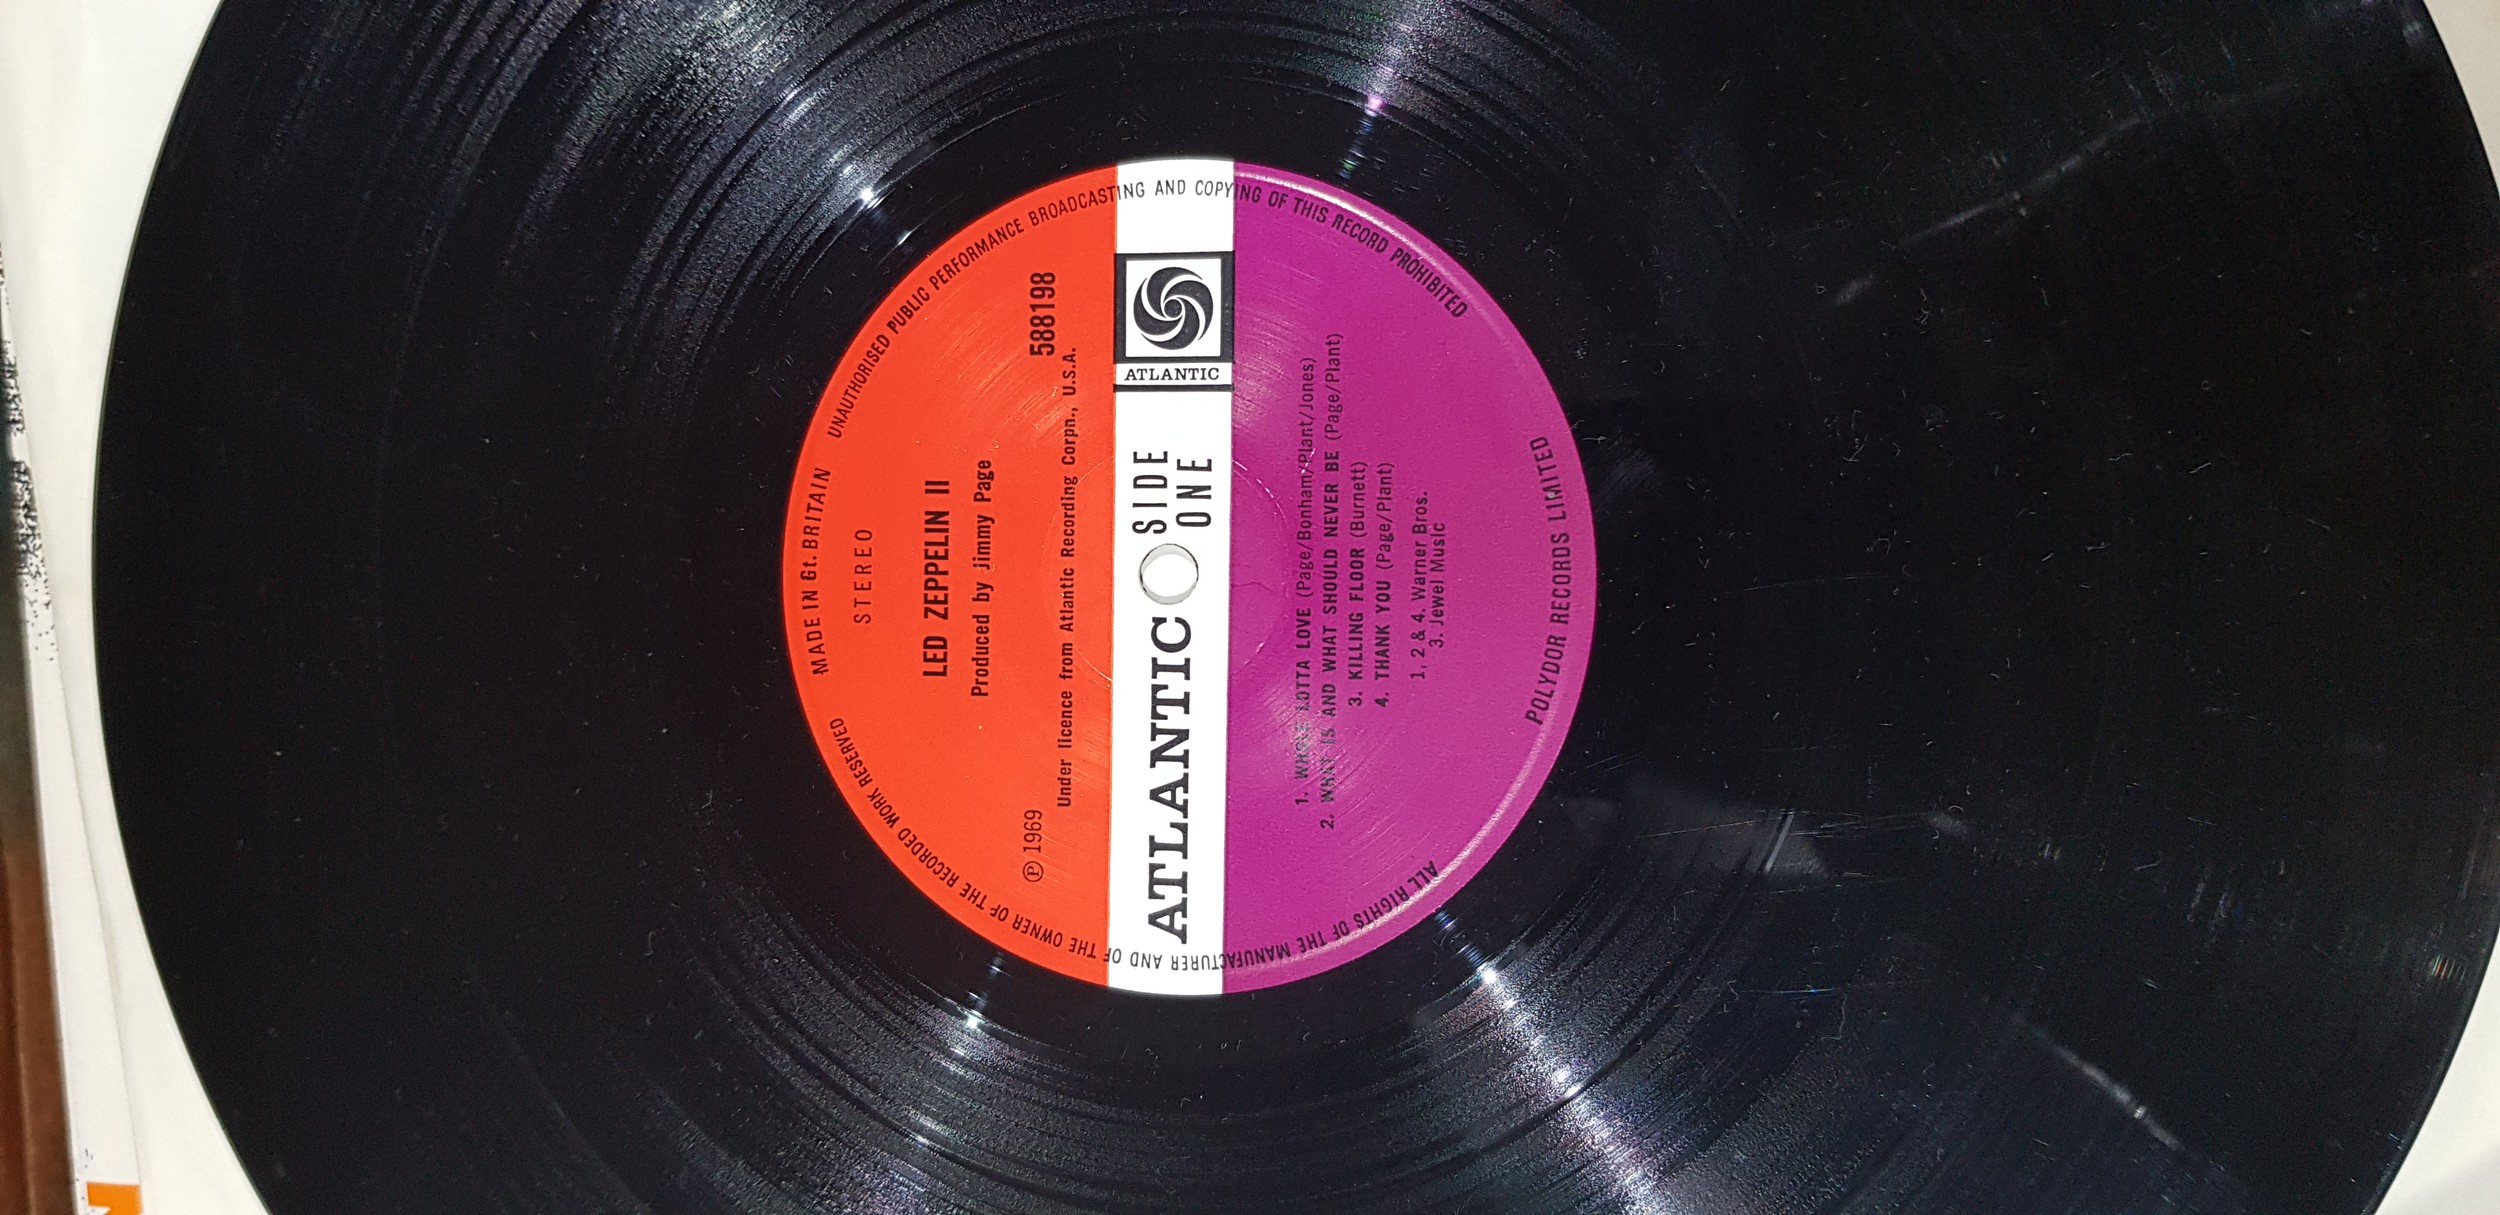 MADE IN Gt. BRITAIN
UNAUTHORISED PUBLIC PERFORMANCE BROADCASTING AND COPYING OF THIS RECORD PROHIBITED
STEREO
LED ZEPPELIN II
Produced by Jimmy Page
℗ 1969
588198
Under licence from Atlantic Recording Corpn., U.S.A.
ATLANTIC
SIDE
ONE
ATLANTIC
1. WHOLE LOTTA LOVE (Page/Bonham/Plant/Jones)
2. WHAT IS AND WHAT SHOULD NEVER BE (Page/Plant)
3. KILLING FLOOR (Burnett)
4. THANK YOU (Page/Plant)
1, 2 & 4. Warner Bros.
3. Jewel Music
POLYDOR RECORDS LIMITED
ALL RIGHTS OF THE MANUFACTURER AND OF THE OWNER OF THE RECORDED WORK RESERVED